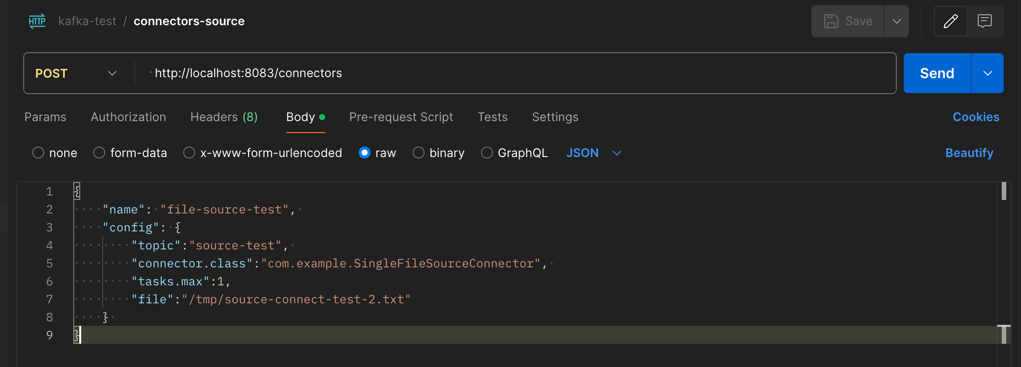 HTTP kafka-test / connectors-source Save
POST http://localhost:8083/connectors Send
Params Authorization Headers (8) Body Pre-request Script Tests Settings Cookies
none form-data x-www-form-urlencoded raw binary GraphQL JSON Beautify
1 {
2 "name": "file-source-test",
3 "config": {
4 "topic":"source-test",
5 "connector.class":"com.example.SingleFileSourceConnector",
6 "tasks.max":1,
7 "file":"/tmp/source-connect-test-2.txt"
8 }
9 }